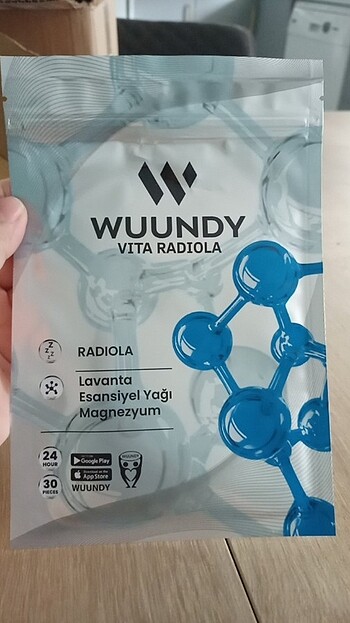 WUUNDY
VITA RADIOLA
RADIOLA
Lavanta
Esansiyel Yağı
Magnezyum
24
HOUR
Google Play
App Store
WUUNDY
30
PIECES
WUUNDY